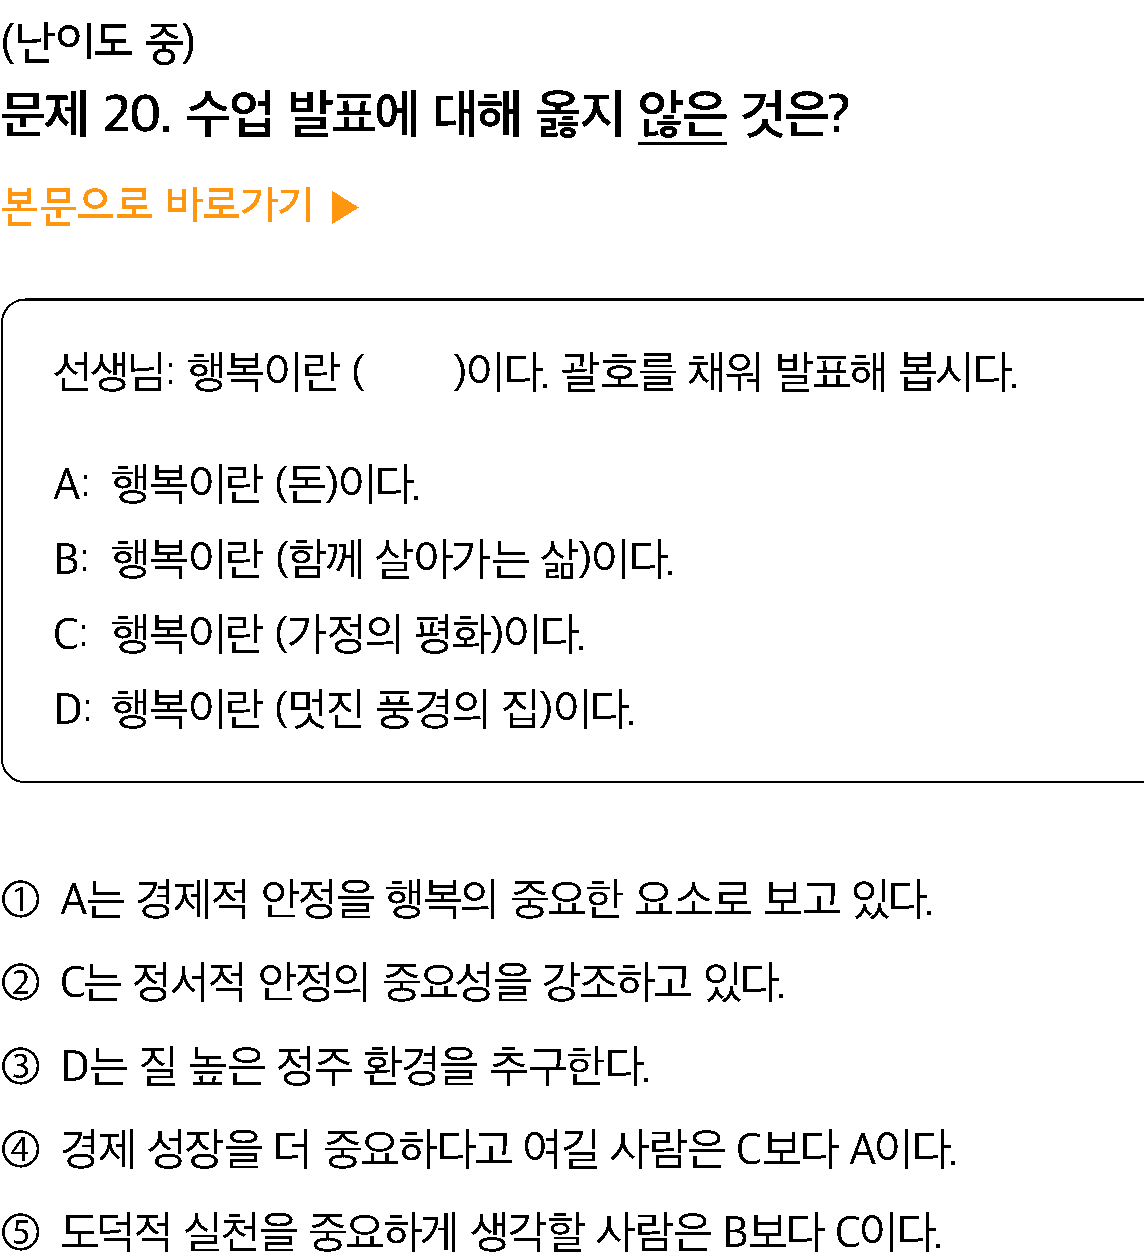 (난이도 중)
문제 20. 수업 발표에 대해 옳지 않은 것은?
본문으로 바로가기 ▶
선생님: 행복이란 (        )이다. 괄호를 채워 발표해 봅시다.
A: 행복이란 (돈)이다.
B: 행복이란 (함께 살아가는 삶)이다.
C: 행복이란 (가정의 평화)이다.
D: 행복이란 (멋진 풍경의 집)이다.
① A는 경제적 안정을 행복의 중요한 요소로 보고 있다.
② C는 정서적 안정의 중요성을 강조하고 있다.
③ D는 질 높은 정주 환경을 추구한다.
④ 경제 성장을 더 중요하다고 여길 사람은 C보다 A이다.
⑤ 도덕적 실천을 중요하게 생각할 사람은 B보다 C이다.